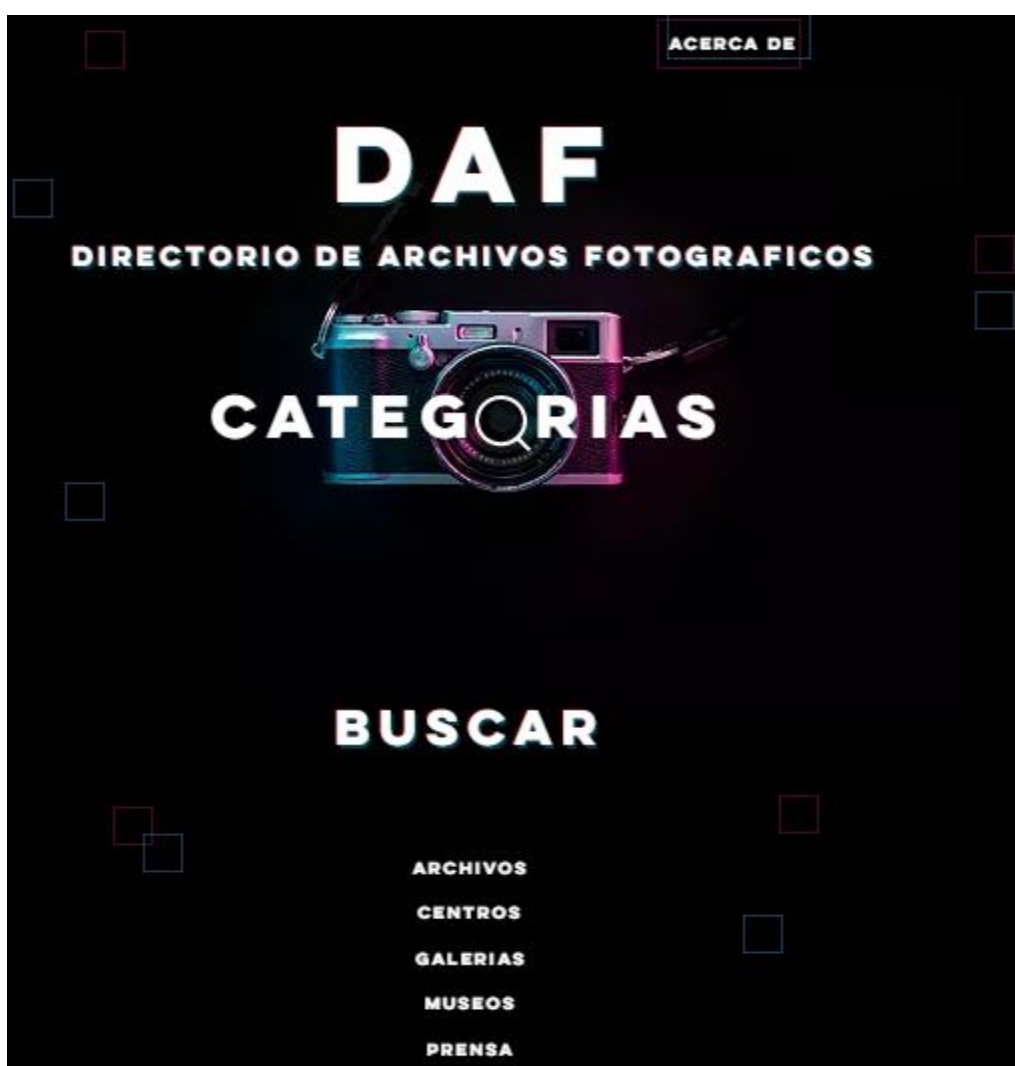 ACERCA DE
DAF
DIRECTORIO DE ARCHIVOS FOTOGRAFICOS
CATEGORIAS
BUSCAR
ARCHIVOS
CENTROS
GALERIAS
MUSEOS
PRENSA